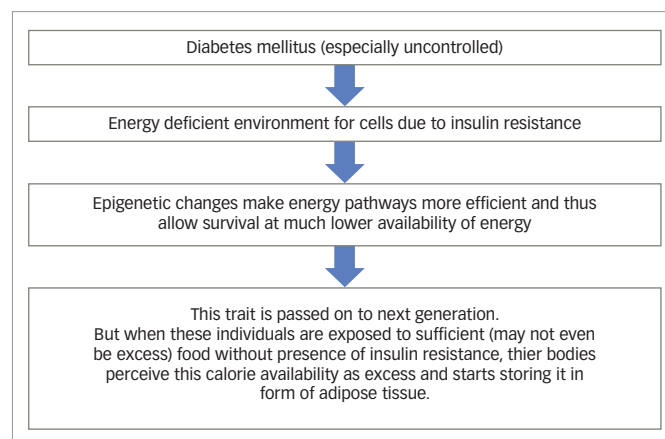 Diabetes mellitus (especially uncontrolled)
Energy deficient environment for cells due to insulin resistance
Epigenetic changes make energy pathways more efficient and thus
allow survival at much lower availability of energy
This trait is passed on to next generation.
But when these individuals are exposed to sufficient (may not even
be excess) food without presence of insulin resistance, thier bodies
perceive this calorie availability as excess and starts storing it in
form of adipose tissue.